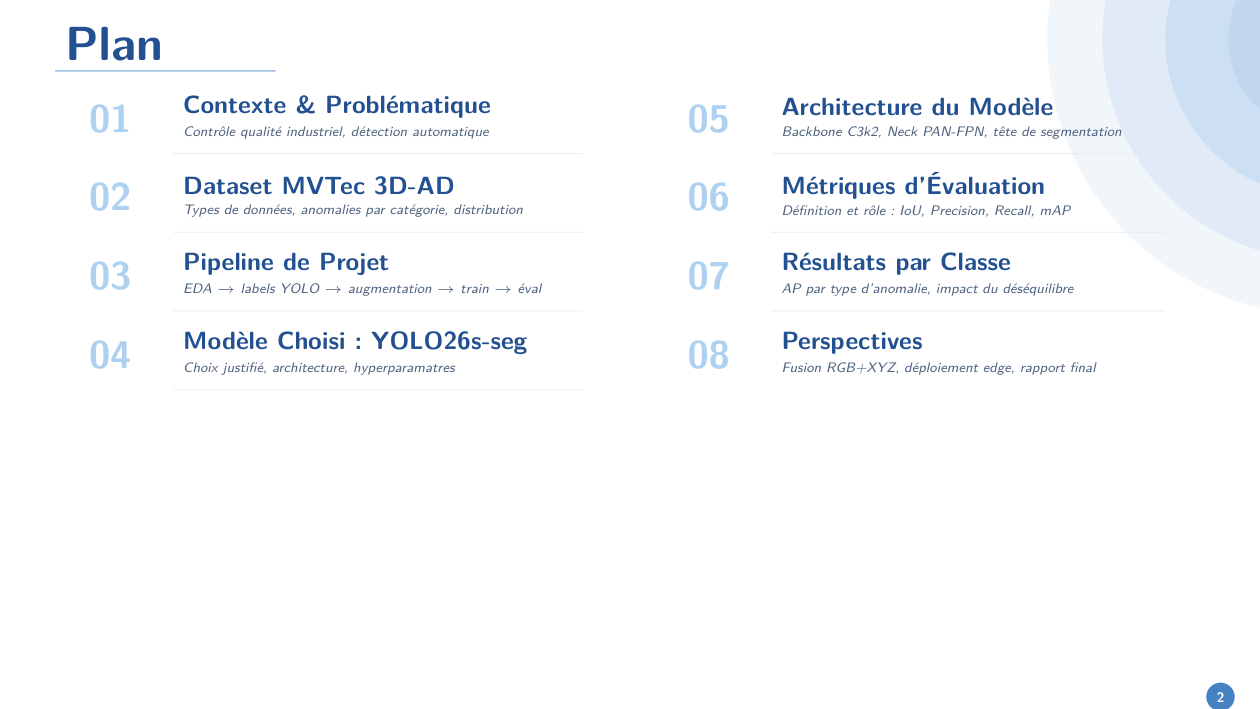 Plan
01
Contexte & Problématique
Contrôle qualité industriel, détection automatique
02
Dataset MVTec 3D-AD
Types de données, anomalies par catégorie, distribution
03
Pipeline de Projet
EDA → labels YOLO → augmentation → train → éval
04
Modèle Choisi : YOLO26s-seg
Choix justifié, architecture, hyperparamatres
05
Architecture du Modèle
Backbone C3k2, Neck PAN-FPN, tête de segmentation
06
Métriques d'Évaluation
Définition et rôle : IoU, Precision, Recall, mAP
07
Résultats par Classe
AP par type d'anomalie, impact du déséquilibre
08
Perspectives
Fusion RGB+XYZ, déploiement edge, rapport final
2